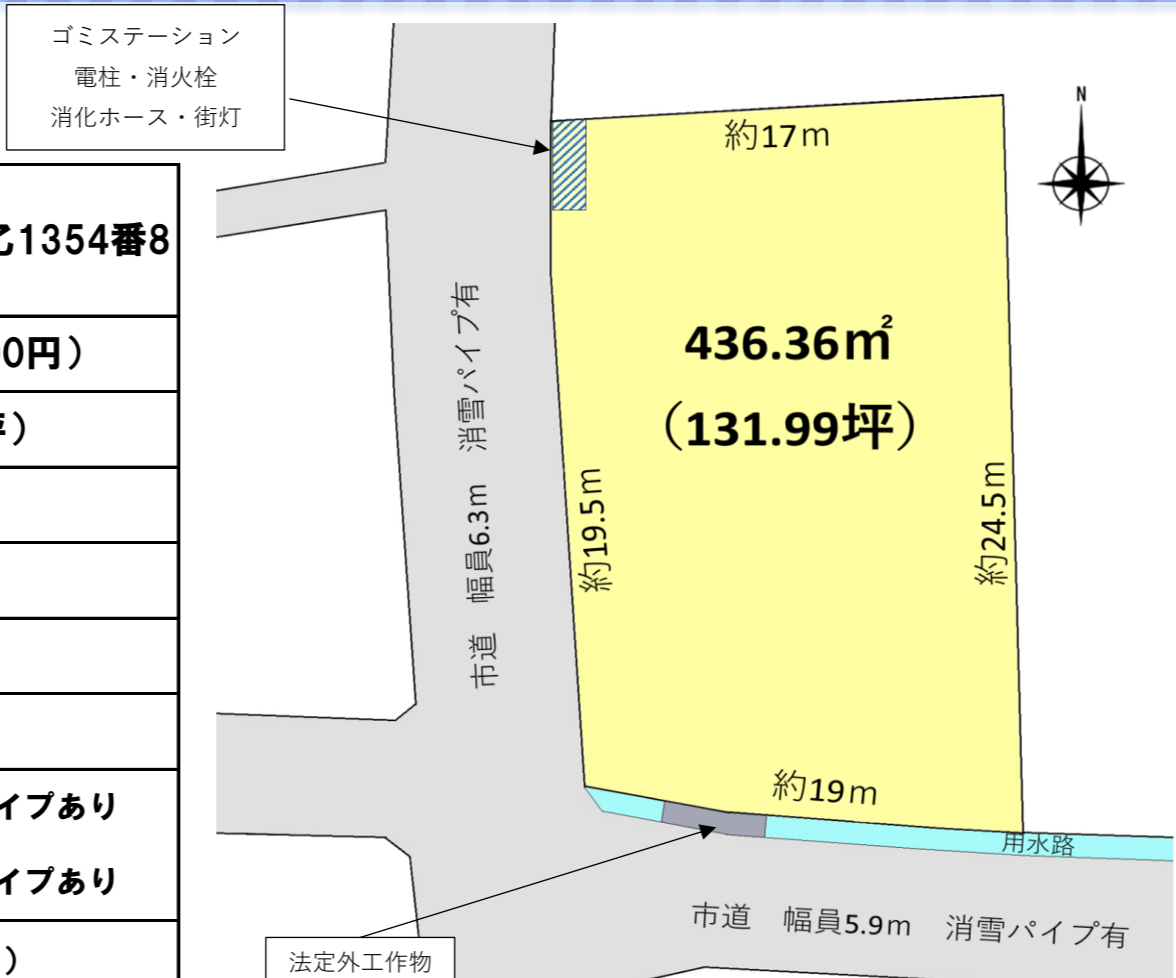 ゴミステーション
電柱・消火栓
消化ホース・街灯
1354番8
0円）
）
イプあり
イプあり
）
N
約17m
436.36㎡
（131.99坪）
市道 幅員6.3m 消雪パイプ有
約19.5m
約24.5m
約19m
用水路
市道 幅員5.9m 消雪パイプ有
法定外工作物